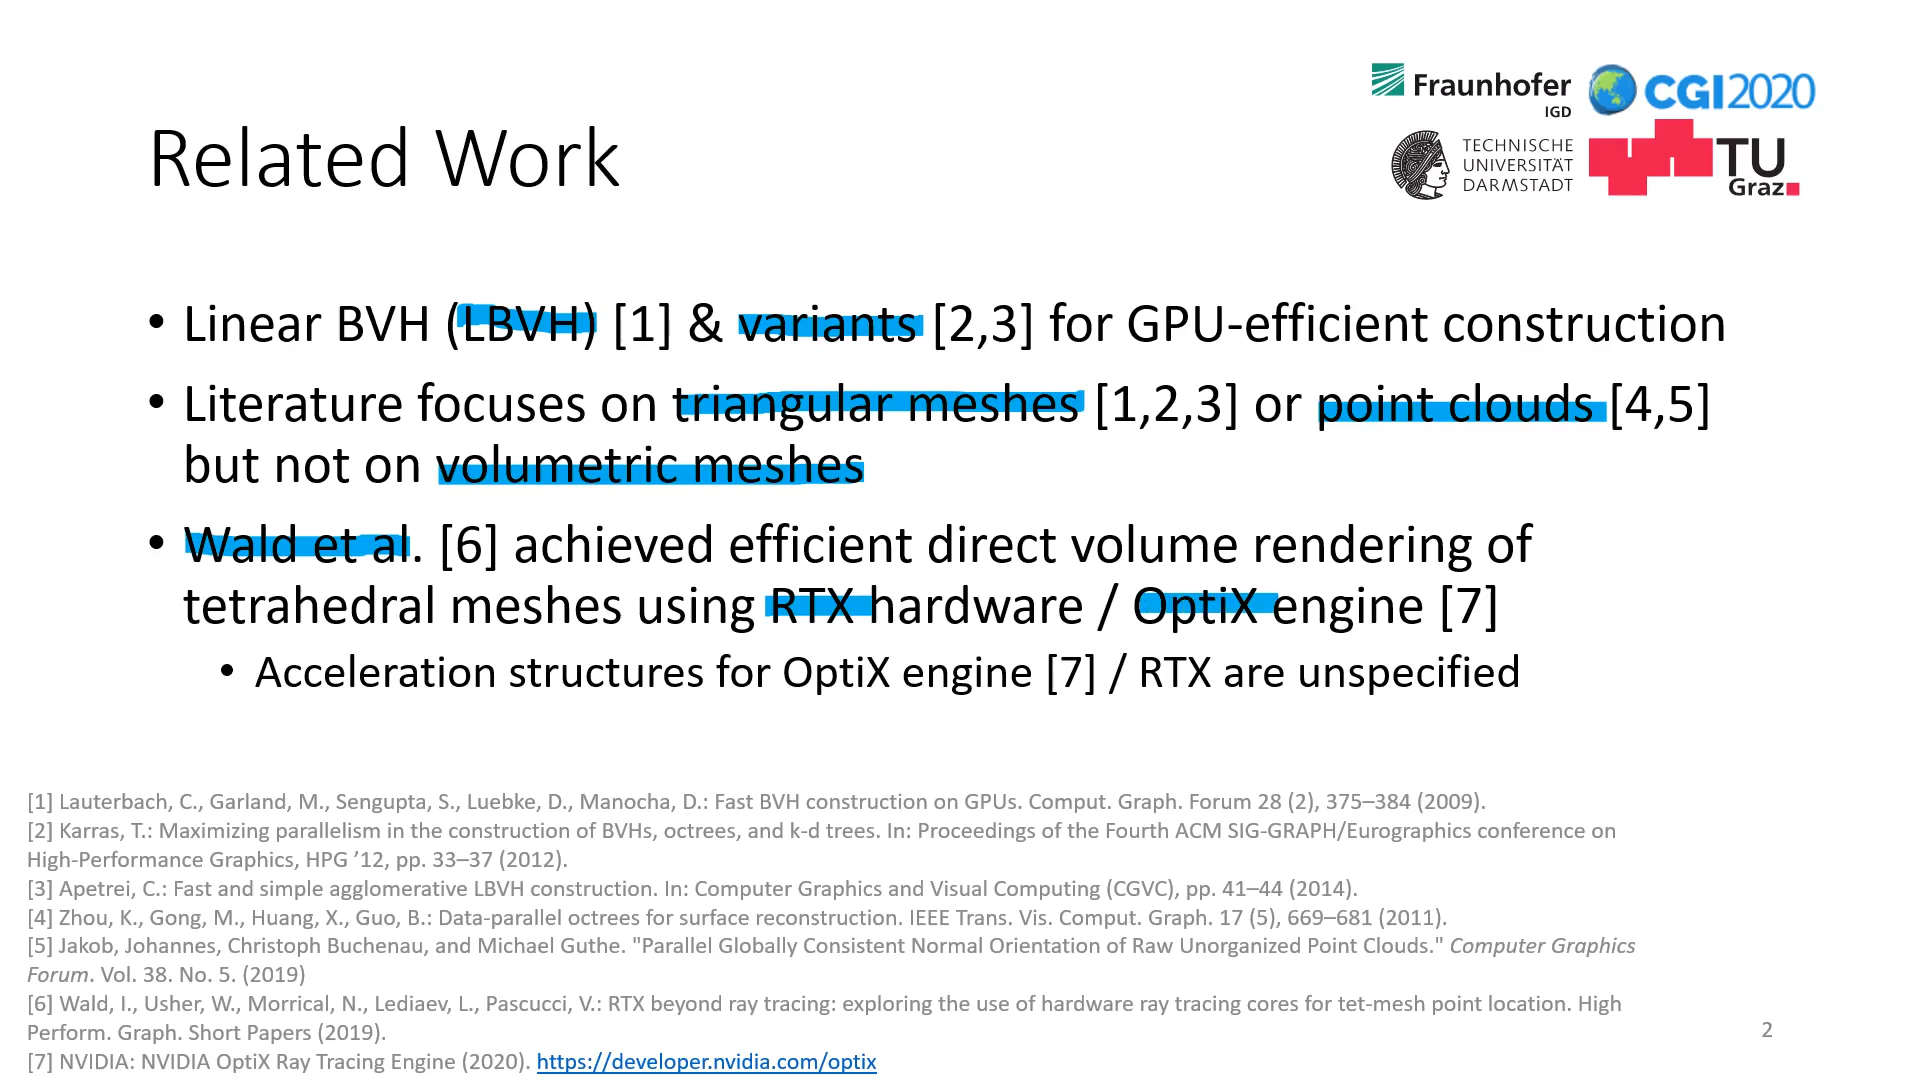 Fraunhofer
IGD
CGI2020
TECHNISCHE
UNIVERSITÄT
DARMSTADT
TU
Graz
Related Work
• Linear BVH (LBVH) [1] & variants [2,3] for GPU-efficient construction
• Literature focuses on triangular meshes [1,2,3] or point clouds [4,5]
but not on volumetric meshes
• Wald et al. [6] achieved efficient direct volume rendering of
tetrahedral meshes using RTX hardware / OptiX engine [7]
• Acceleration structures for OptiX engine [7] / RTX are unspecified
[1] Lauterbach, C., Garland, M., Sengupta, S., Luebke, D., Manocha, D.: Fast BVH construction on GPUs. Comput. Graph. Forum 28 (2), 375–384 (2009).
[2] Karras, T.: Maximizing parallelism in the construction of BVHs, octrees, and k-d trees. In: Proceedings of the Fourth ACM SIG-GRAPH/Eurographics conference on
High-Performance Graphics, HPG ’12, pp. 33–37 (2012).
[3] Apetrei, C.: Fast and simple agglomerative LBVH construction. In: Computer Graphics and Visual Computing (CGVC), pp. 41–44 (2014).
[4] Zhou, K., Gong, M., Huang, X., Guo, B.: Data-parallel octrees for surface reconstruction. IEEE Trans. Vis. Comput. Graph. 17 (5), 669–681 (2011).
[5] Jakob, Johannes, Christoph Buchenau, and Michael Guthe. "Parallel Globally Consistent Normal Orientation of Raw Unorganized Point Clouds." Computer Graphics
Forum. Vol. 38. No. 5. (2019)
[6] Wald, I., Usher, W., Morrical, N., Lediaev, L., Pascucci, V.: RTX beyond ray tracing: exploring the use of hardware ray tracing cores for tet-mesh point location. High
Perform. Graph. Short Papers (2019).
[7] NVIDIA: NVIDIA OptiX Ray Tracing Engine (2020). https://developer.nvidia.com/optix
2